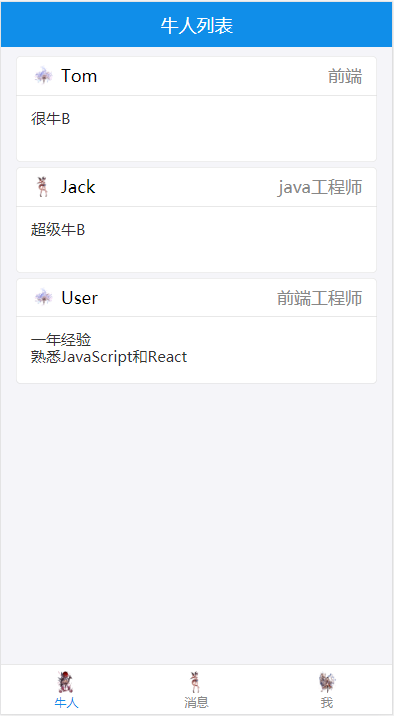 牛人列表
Tom 前端
很牛B
Jack java工程师
超级牛B
User 前端工程师
一年经验
熟悉JavaScript和React
牛人 消息 我